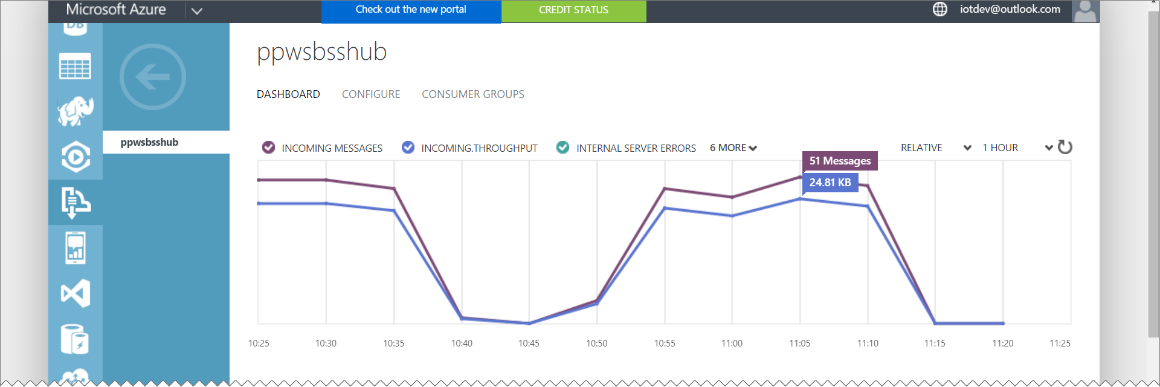 Microsoft Azure
Check out the new portal
CREDIT STATUS
iotdev@outlook.com
DB
ppwsbsshub
DASHBOARD CONFIGURE CONSUMER GROUPS
ppwsbsshub
INCOMING MESSAGES INCOMING.THROUGHPUT INTERNAL SERVER ERRORS 6 MORE RELATIVE 1 HOUR
51 Messages
24.81 KB
10:25 10:30 10:35 10:40 10:45 10:50 10:55 11:00 11:05 11:10 11:15 11:20 11:25